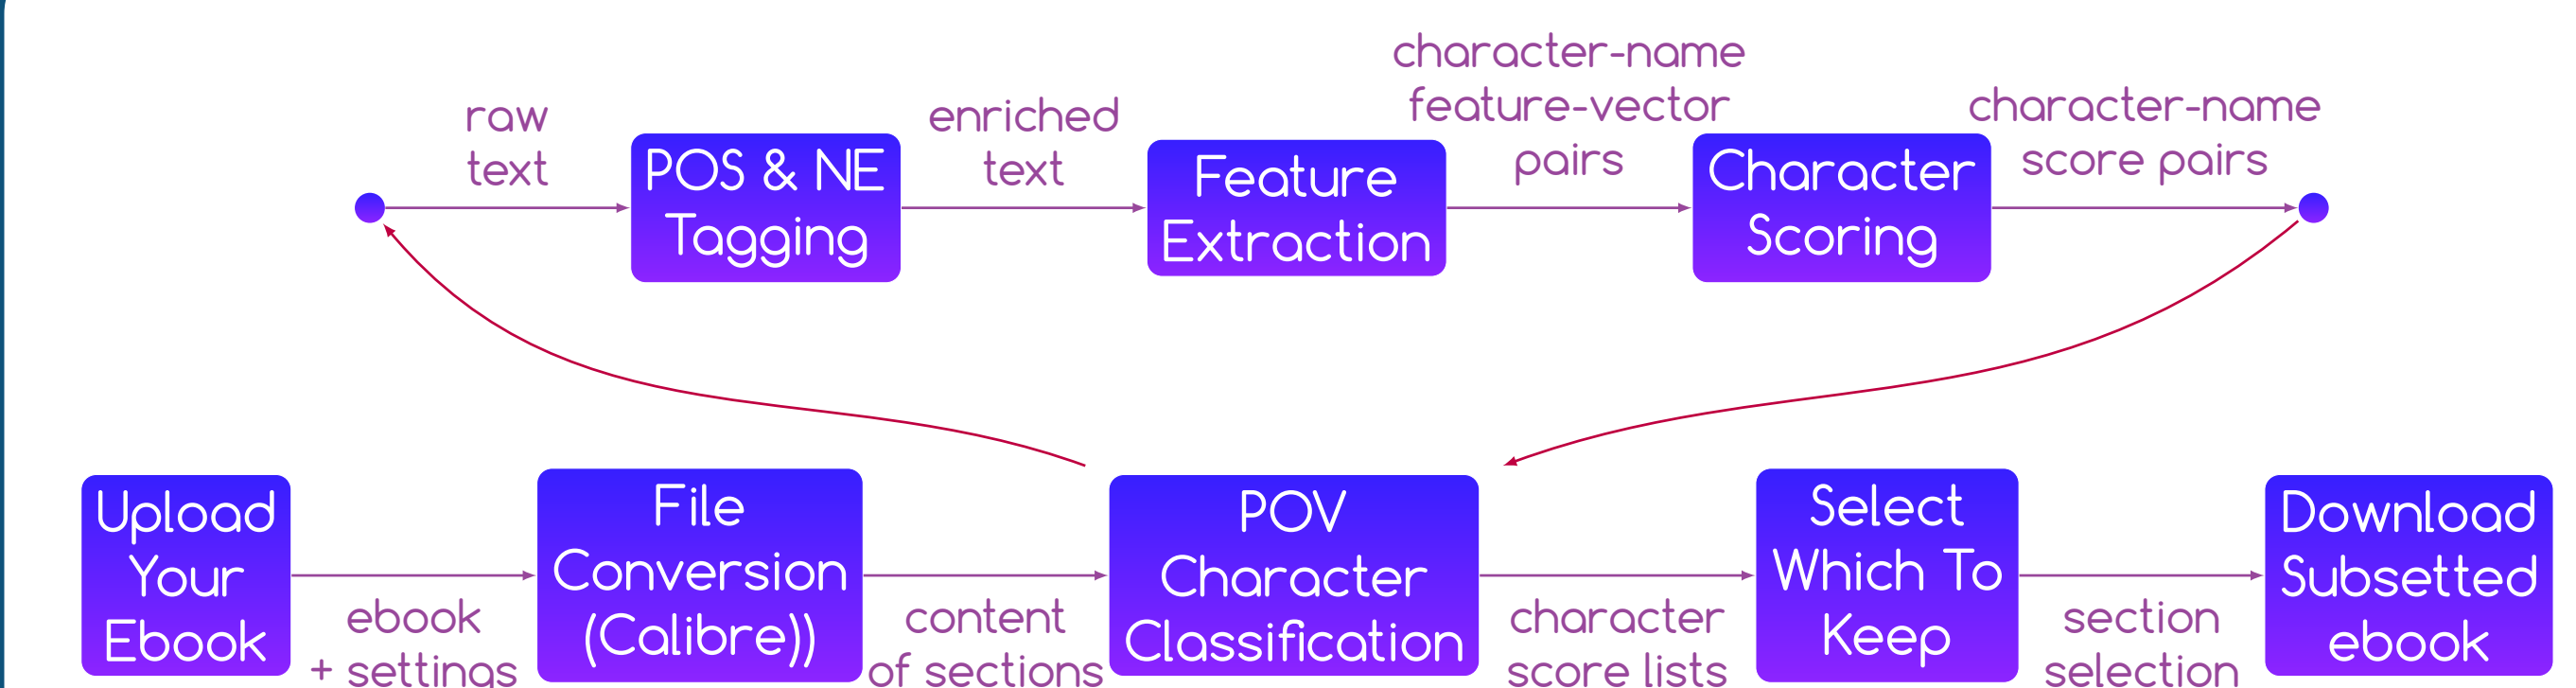 raw
text
POS & NE
Tagging
enriched
text
Feature
Extraction
character-name
feature-vector
pairs
Character
Scoring
character-name
score pairs
Upload
Your
Ebook
ebook
+ settings
File
Conversion
(Calibre))
content
of sections
POV
Character
Classification
character
score lists
Select
Which To
Keep
section
selection
Download
Subsetted
ebook